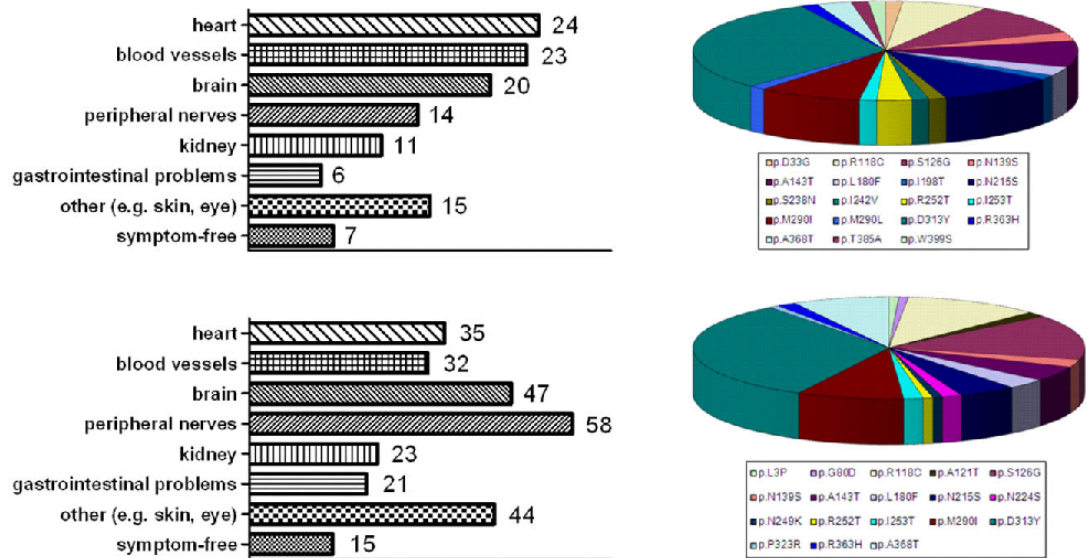 heart 24
blood vessels 23
brain 20
peripheral nerves 14
kidney 11
gastrointestinal problems 6
other (e.g. skin, eye) 15
symptom-free 7
p.D33G p.R118C p.S126G p.N139S
p.A143T p.L180F p.I198T p.N215S
p.S238N p.I242V p.R252T p.I253T
p.M290I p.M290L p.D313Y p.R363H
p.A368T p.T385A p.W399S
heart 35
blood vessels 32
brain 47
peripheral nerves 58
kidney 23
gastrointestinal problems 21
other (e.g. skin, eye) 44
symptom-free 15
p.L3P p.G80D p.R118C p.A121T p.S126G
p.N139S p.A143T p.L180F p.N215S p.N224S
p.N249K p.R252T p.I253T p.M290I p.D313Y
p.P323R p.R363H p.A368T